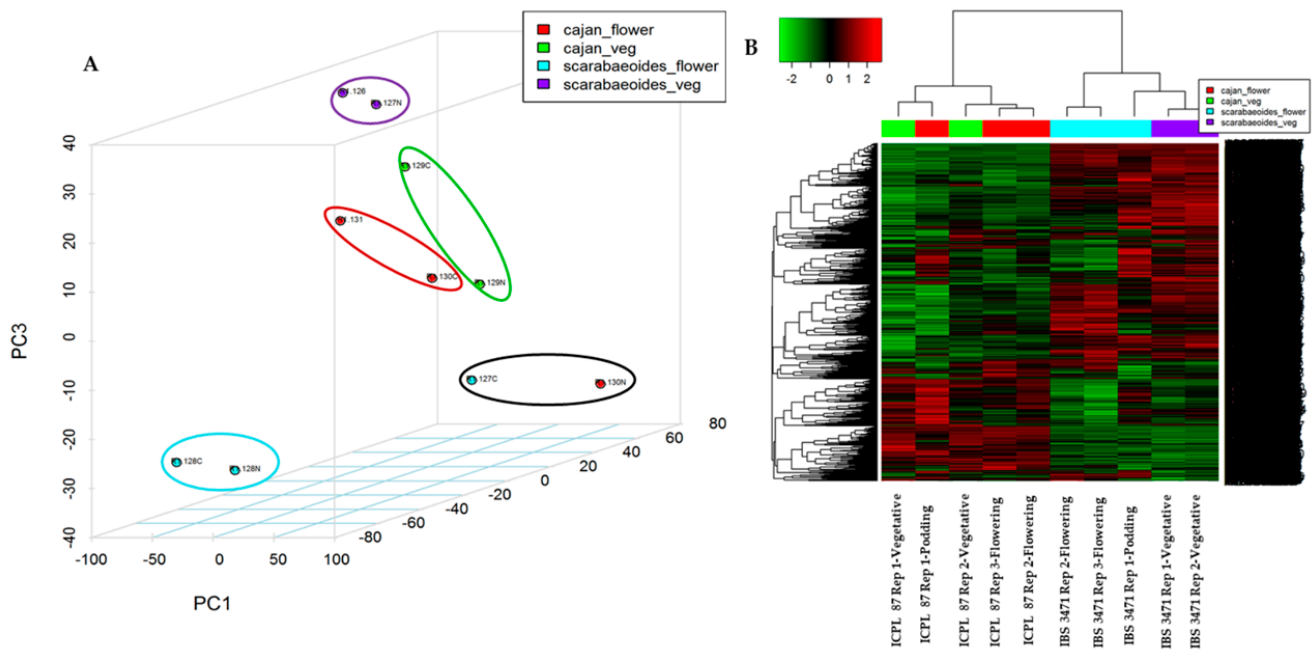 A
cajan_flower
cajan_veg
scarabaeoides_flower
scarabaeoides_veg
1.126
127N
129C
1.131
130C
129N
127C
130N
128C
128N
PC3
40
30
20
10
0
-10
-20
-30
-40
-100
-50
0
50
100
PC1
-80
-60
-40
-20
0
20
40
60
80
B
-2
0
2
cajan_flower
cajan_veg
scarabaeoides_flower
scarabaeoides_veg
ICPL 87 Rep 1-Vegetative
ICPL 87 Rep 1-Podding
ICPL 87 Rep 2-Vegetative
ICPL 87 Rep 3-Flowering
ICPL 87 Rep 2-Flowering
IBS 3471 Rep 2-Flowering
IBS 3471 Rep 3-Flowering
IBS 3471 Rep 1-Podding
IBS 3471 Rep 1-Vegetative
IBS 3471 Rep 2-Vegetative